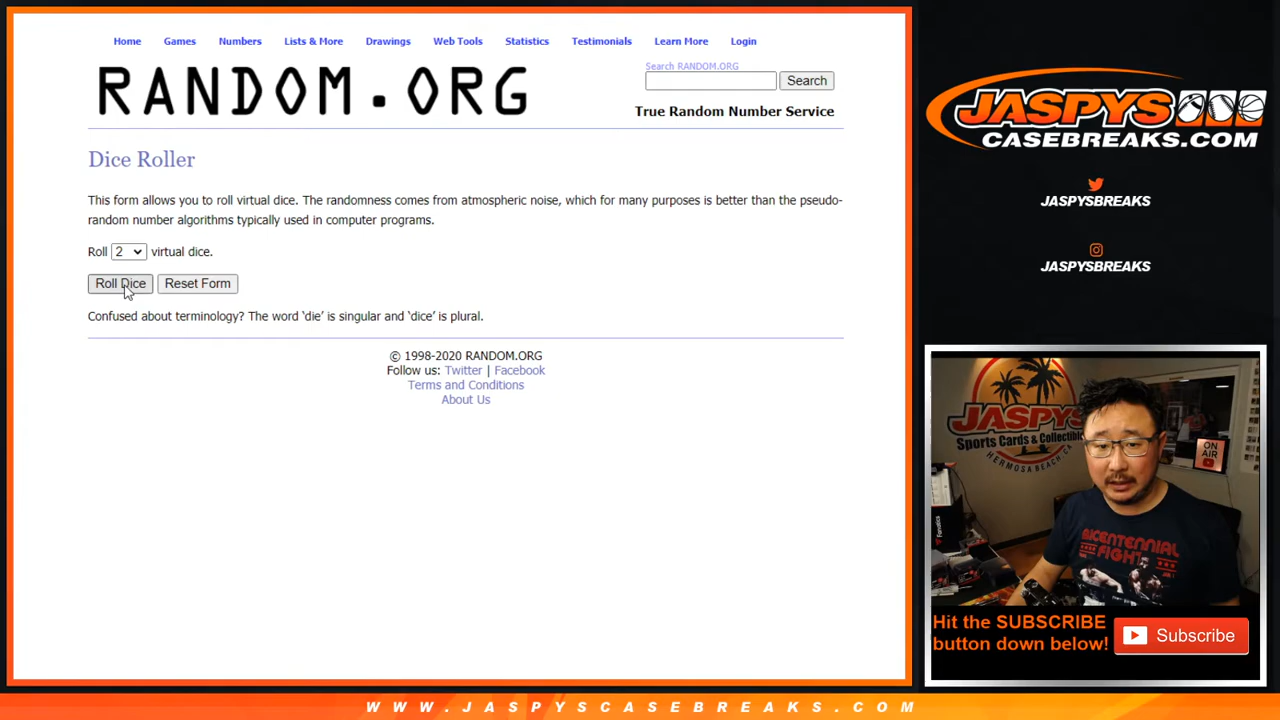 Home Games Numbers Lists & More Drawings Web Tools Statistics Testimonials Learn More Login
RANDOM.ORG
Search RANDOM.ORG
Search
True Random Number Service
Dice Roller
This form allows you to roll virtual dice. The randomness comes from atmospheric noise, which for many purposes is better than the pseudo-
random number algorithms typically used in computer programs.
Roll 2 virtual dice.
Roll Dice Reset Form
Confused about terminology? The word ‘die’ is singular and ‘dice’ is plural.
© 1998-2020 RANDOM.ORG
Follow us: Twitter | Facebook
Terms and Conditions
About Us
JASPYS
CASEBREAKS.COM
JASPYSBREAKS
JASPYSBREAKS
JASPYS
Sports Cards & Collectib
HERMOSA BEACH, CA
ON
AIR
Fanatics
BICENTENNIAL
FIGHT
Hit the SUBSCRIBE
button down below!
Subscribe
WWW.JASPYSCASEBREAKS.COM